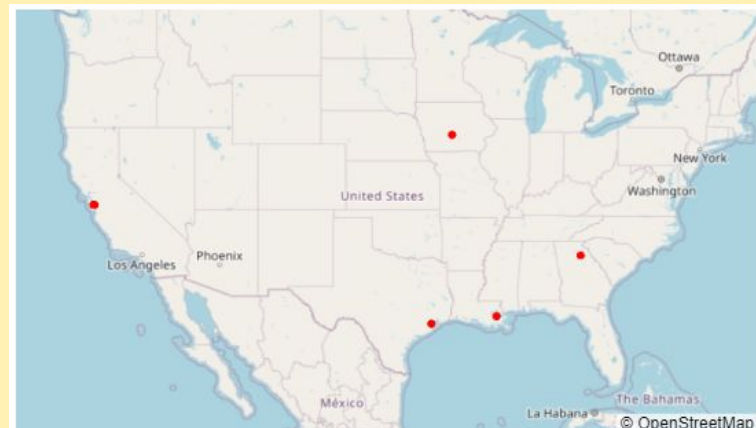 Ottawa
Toronto
New York
Washington
United States
Los Angeles
Phoenix
México
The Bahamas
La Habana
© OpenStreetMap